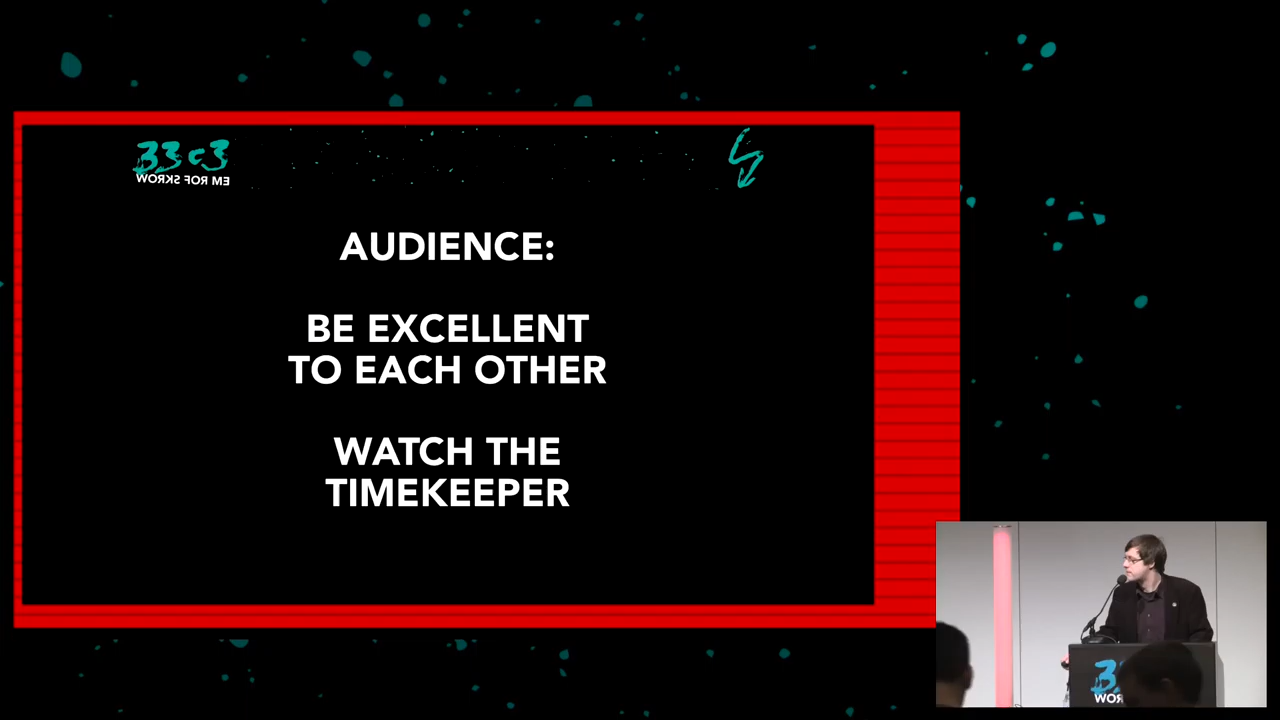 33C3
WORKS FOR ME
AUDIENCE:
BE EXCELLENT
TO EACH OTHER
WATCH THE
TIMEKEEPER